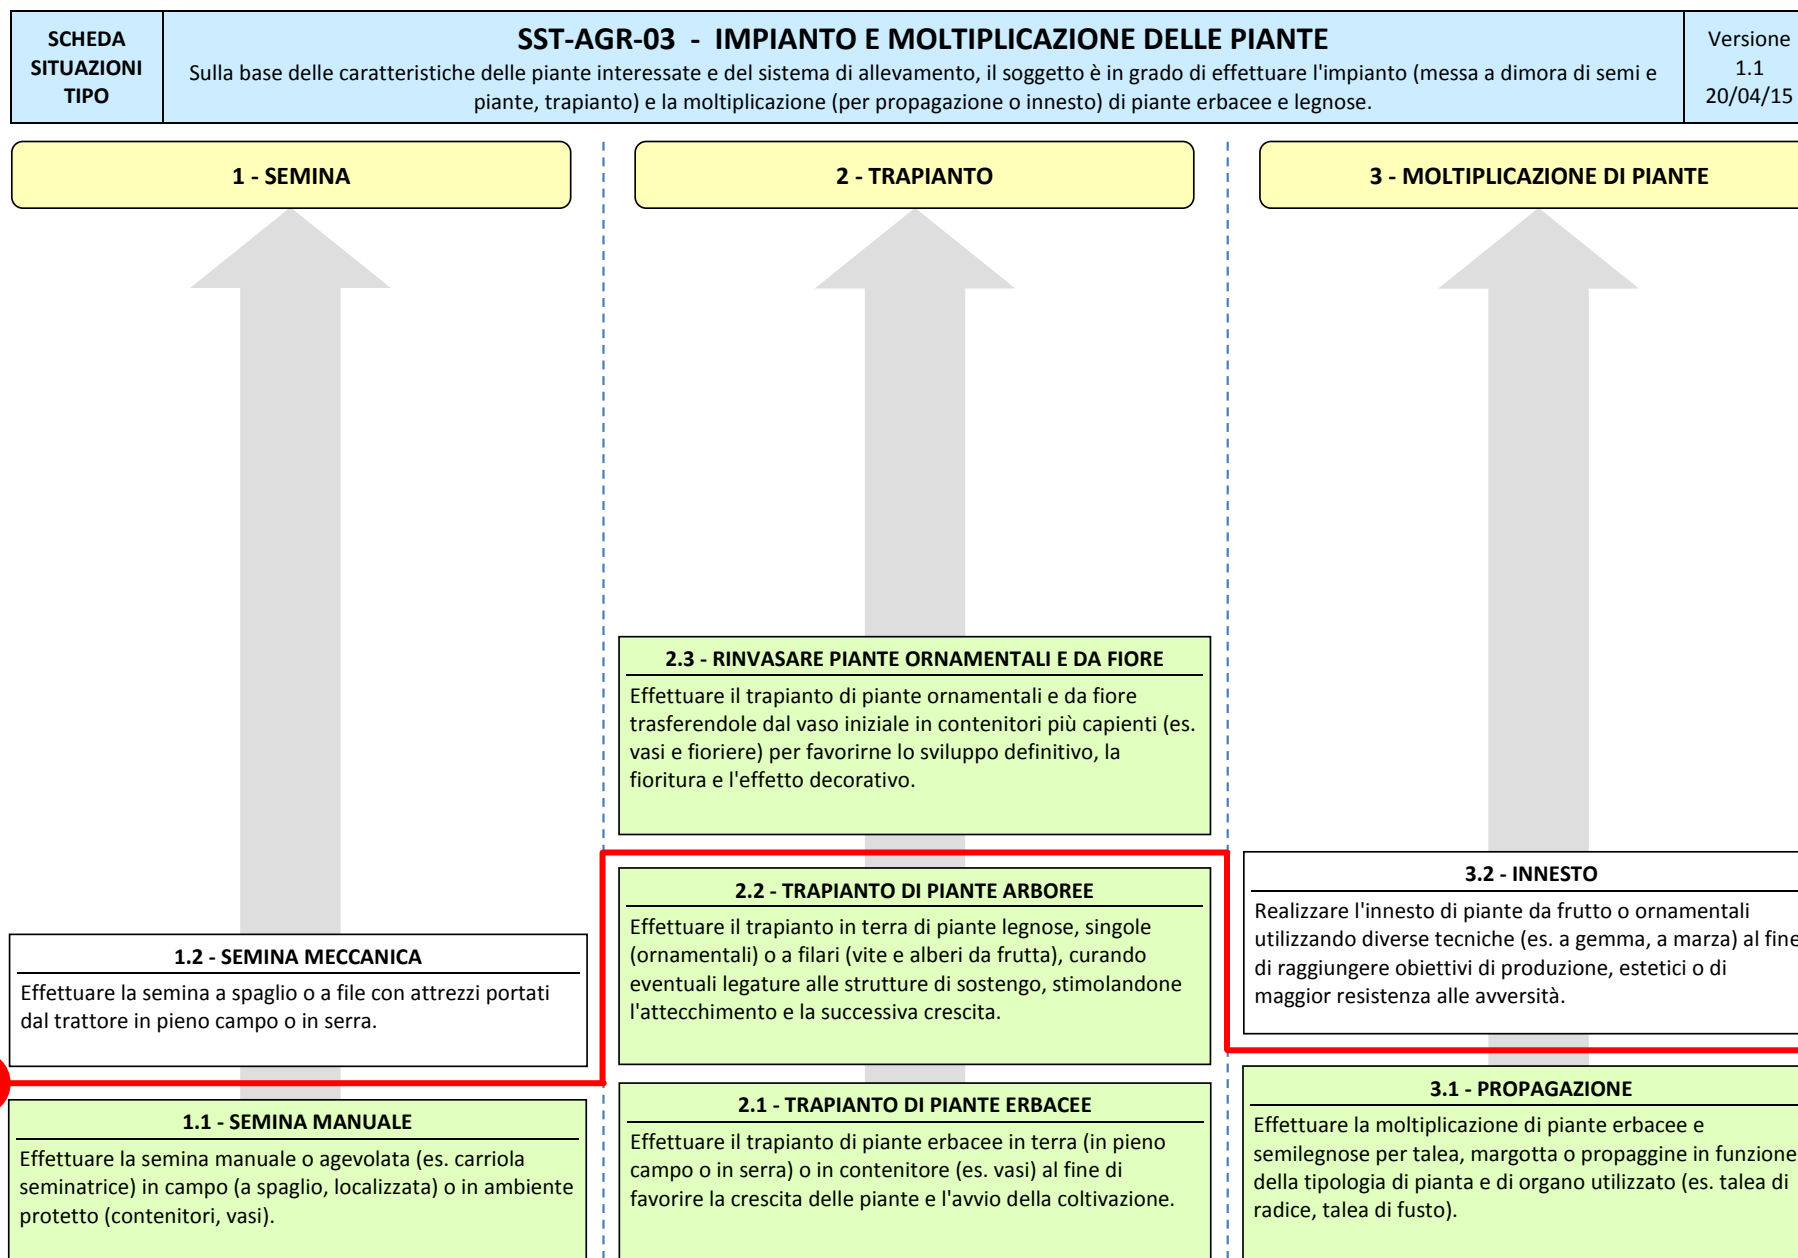 SCHEDA
SITUAZIONI
TIPO
SST-AGR-03 - IMPIANTO E MOLTIPLICAZIONE DELLE PIANTE
Sulla base delle caratteristiche delle piante interessate e del sistema di allevamento, il soggetto è in grado di effettuare l'impianto (messa a dimora di semi e
piante, trapianto) e la moltiplicazione (per propagazione o innesto) di piante erbacee e legnose.
Versione
1.1
20/04/15
1 - SEMINA
2 - TRAPIANTO
3 - MOLTIPLICAZIONE DI PIANTE
2.3 - RINVASARE PIANTE ORNAMENTALI E DA FIORE
Effettuare il trapianto di piante ornamentali e da fiore
trasferendole dal vaso iniziale in contenitori più capienti (es.
vasi e fioriere) per favorirne lo sviluppo definitivo, la
fioritura e l'effetto decorativo.
1.2 - SEMINA MECCANICA
Effettuare la semina a spaglio o a file con attrezzi portati
dal trattore in pieno campo o in serra.
2.2 - TRAPIANTO DI PIANTE ARBOREE
Effettuare il trapianto in terra di piante legnose, singole
(ornamentali) o a filari (vite e alberi da frutta), curando
eventuali legature alle strutture di sostengo, stimolandone
l'attecchimento e la successiva crescita.
3.2 - INNESTO
Realizzare l'innesto di piante da frutto o ornamentali
utilizzando diverse tecniche (es. a gemma, a marza) al fine
di raggiungere obiettivi di produzione, estetici o di
maggior resistenza alle avversità.
1.1 - SEMINA MANUALE
Effettuare la semina manuale o agevolata (es. carriola
seminatrice) in campo (a spaglio, localizzata) o in ambiente
protetto (contenitori, vasi).
2.1 - TRAPIANTO DI PIANTE ERBACEE
Effettuare il trapianto di piante erbacee in terra (in pieno
campo o in serra) o in contenitore (es. vasi) al fine di
favorire la crescita delle piante e l'avvio della coltivazione.
3.1 - PROPAGAZIONE
Effettuare la moltiplicazione di piante erbacee e
semilegnose per talea, margotta o propaggine in funzione
della tipologia di pianta e di organo utilizzato (es. talea di
radice, talea di fusto).